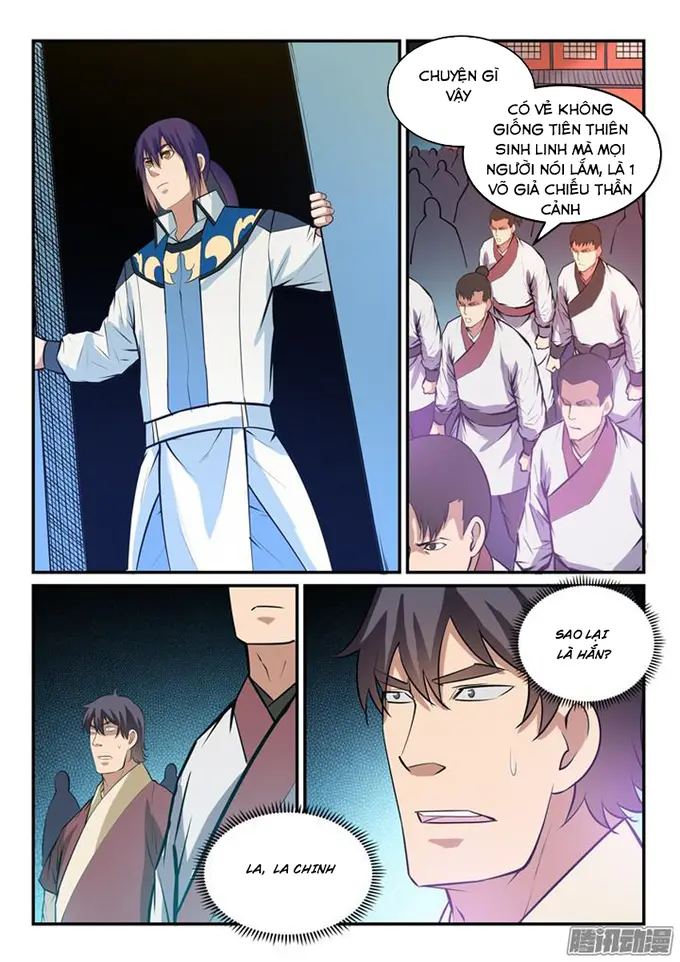 CHUYỆN GÌ
VẬY
CÓ VẺ KHÔNG
GIỐNG TIÊN THIÊN
SINH LINH MÀ MỌI
NGƯỜI NÓI LẮM, LÀ 1
VÕ GIẢ CHIẾU THẦN
CẢNH
SAO LẠI
LÀ HẮN?
LA, LA CHINH
腾讯动漫